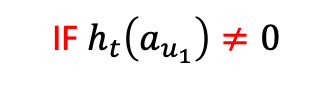 IF hₜ(a_{u₁}) ≠ 0